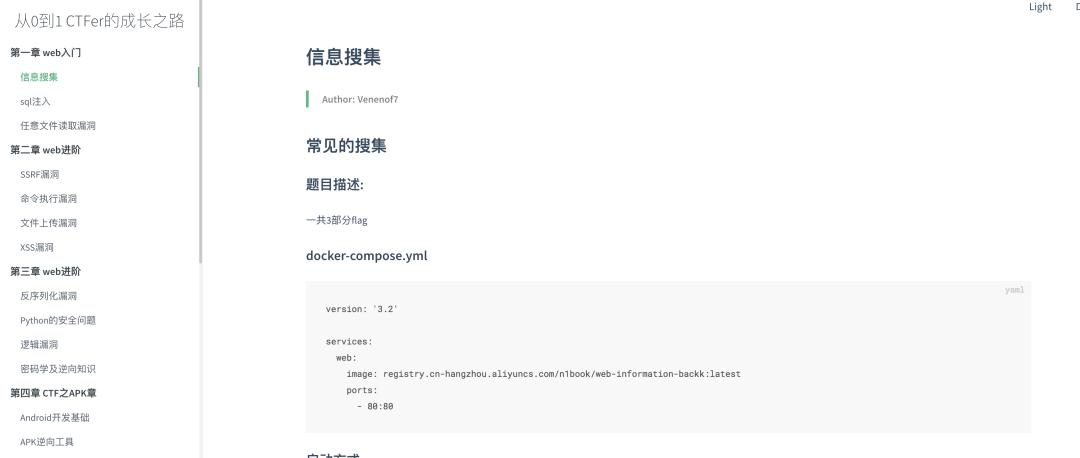 从0到1 CTFer的成长之路
第一章 web入门
信息搜集
sql注入
任意文件读取漏洞
第二章 web进阶
SSRF漏洞
命令执行漏洞
文件上传漏洞
XSS漏洞
第三章 web进阶
反序列化漏洞
Python的安全问题
逻辑漏洞
密码学及逆向知识
第四章 CTF之APK章
Android开发基础
APK逆向工具
Light
信息搜集
Author: Venenof7
常见的搜集
题目描述:
一共3部分flag
docker-compose.yml
yaml
version: '3.2'
services:
web:
image: registry.cn-hangzhou.aliyuncs.com/n1book/web-information-backk:latest
ports:
- 80:80